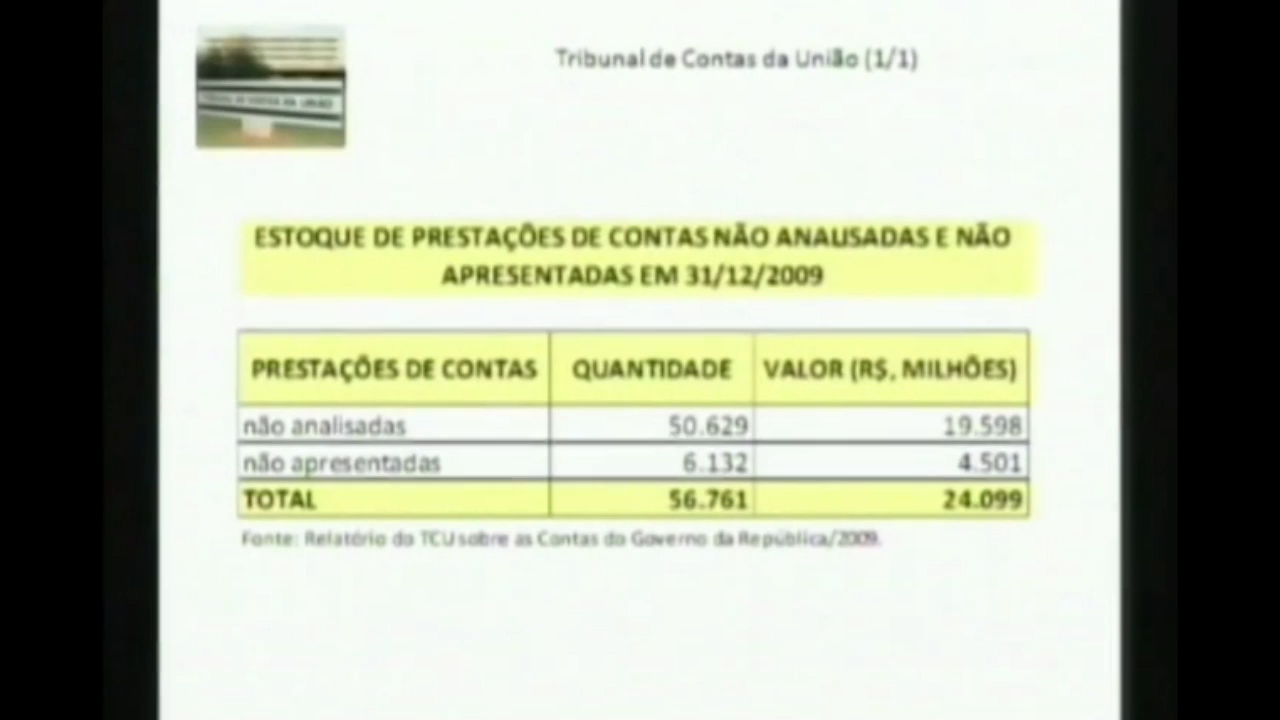 Tribunal de Contas da União (1/1)
ESTOQUE DE PRESTAÇÕES DE CONTAS NÃO ANALISADAS E NÃO
APRESENTADAS EM 31/12/2009
PRESTAÇÕES DE CONTAS QUANTIDADE VALOR (R$, MILHÕES)
não analisadas 50.629 19.598
não apresentadas 6.132 4.501
TOTAL 56.761 24.099
Fonte: Relatório do TCU sobre as Contas do Governo da República/2009.